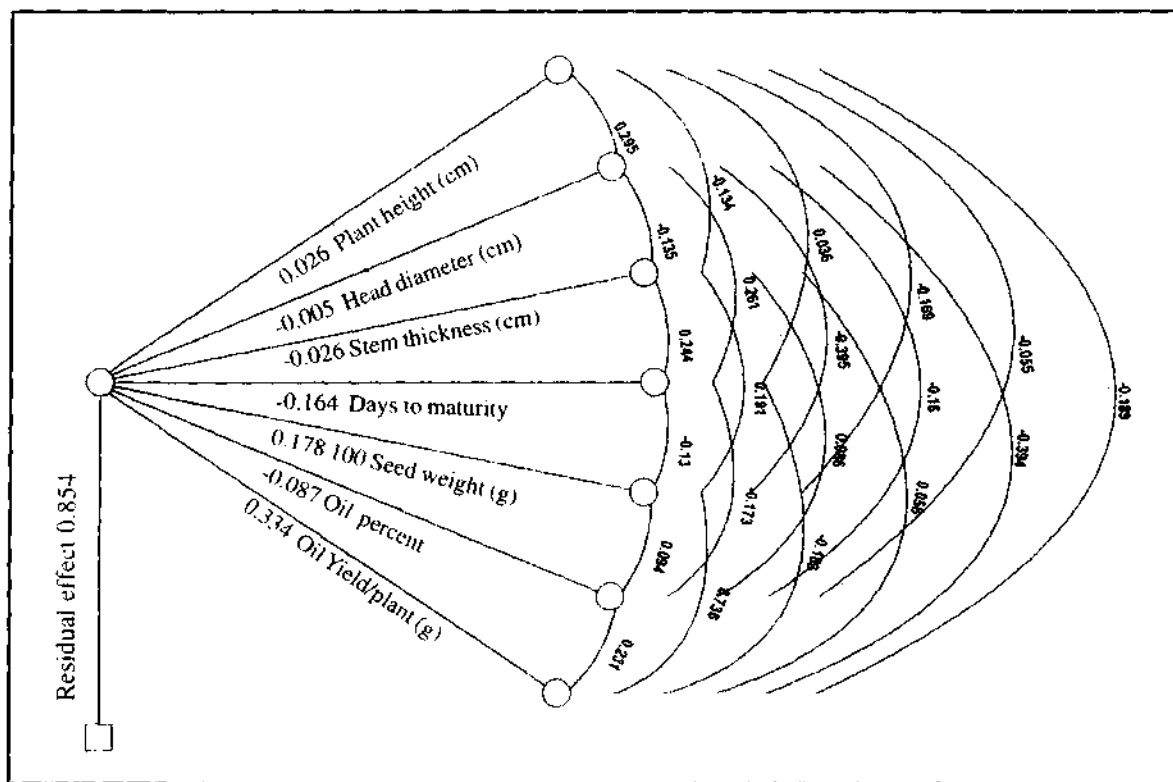 0.026 Plant height (cm)
-0.005 Head diameter (cm)
-0.026 Stem thickness (cm)
-0.164 Days to maturity
0.178 100 Seed weight (g)
-0.087 Oil percent
0.334 Oil Yield/plant (g)
Residual effect 0.854
0.295
-0.135
0.244
-0.13
0.094
0.231
-0.134
0.261
0.191
-0.173
0.036
-0.395
-0.169
-0.16
0.056
-0.055
-0.394
-0.189